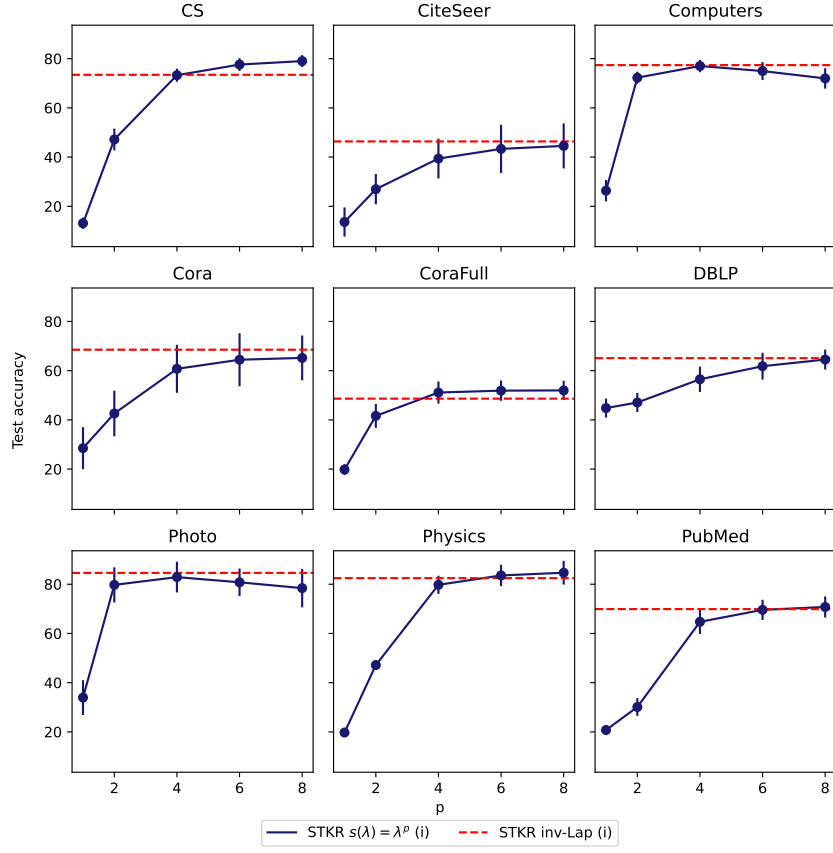 CS
CiteSeer
Computers
80
60
40
20
Cora
CoraFull
DBLP
80
60
40
20
Test accuracy
Photo
Physics
PubMed
80
60
40
20
2 4 6 8
2 4 6 8
2 4 6 8
p
STKR s(λ) = λᵖ (i)
STKR inv-Lap (i)